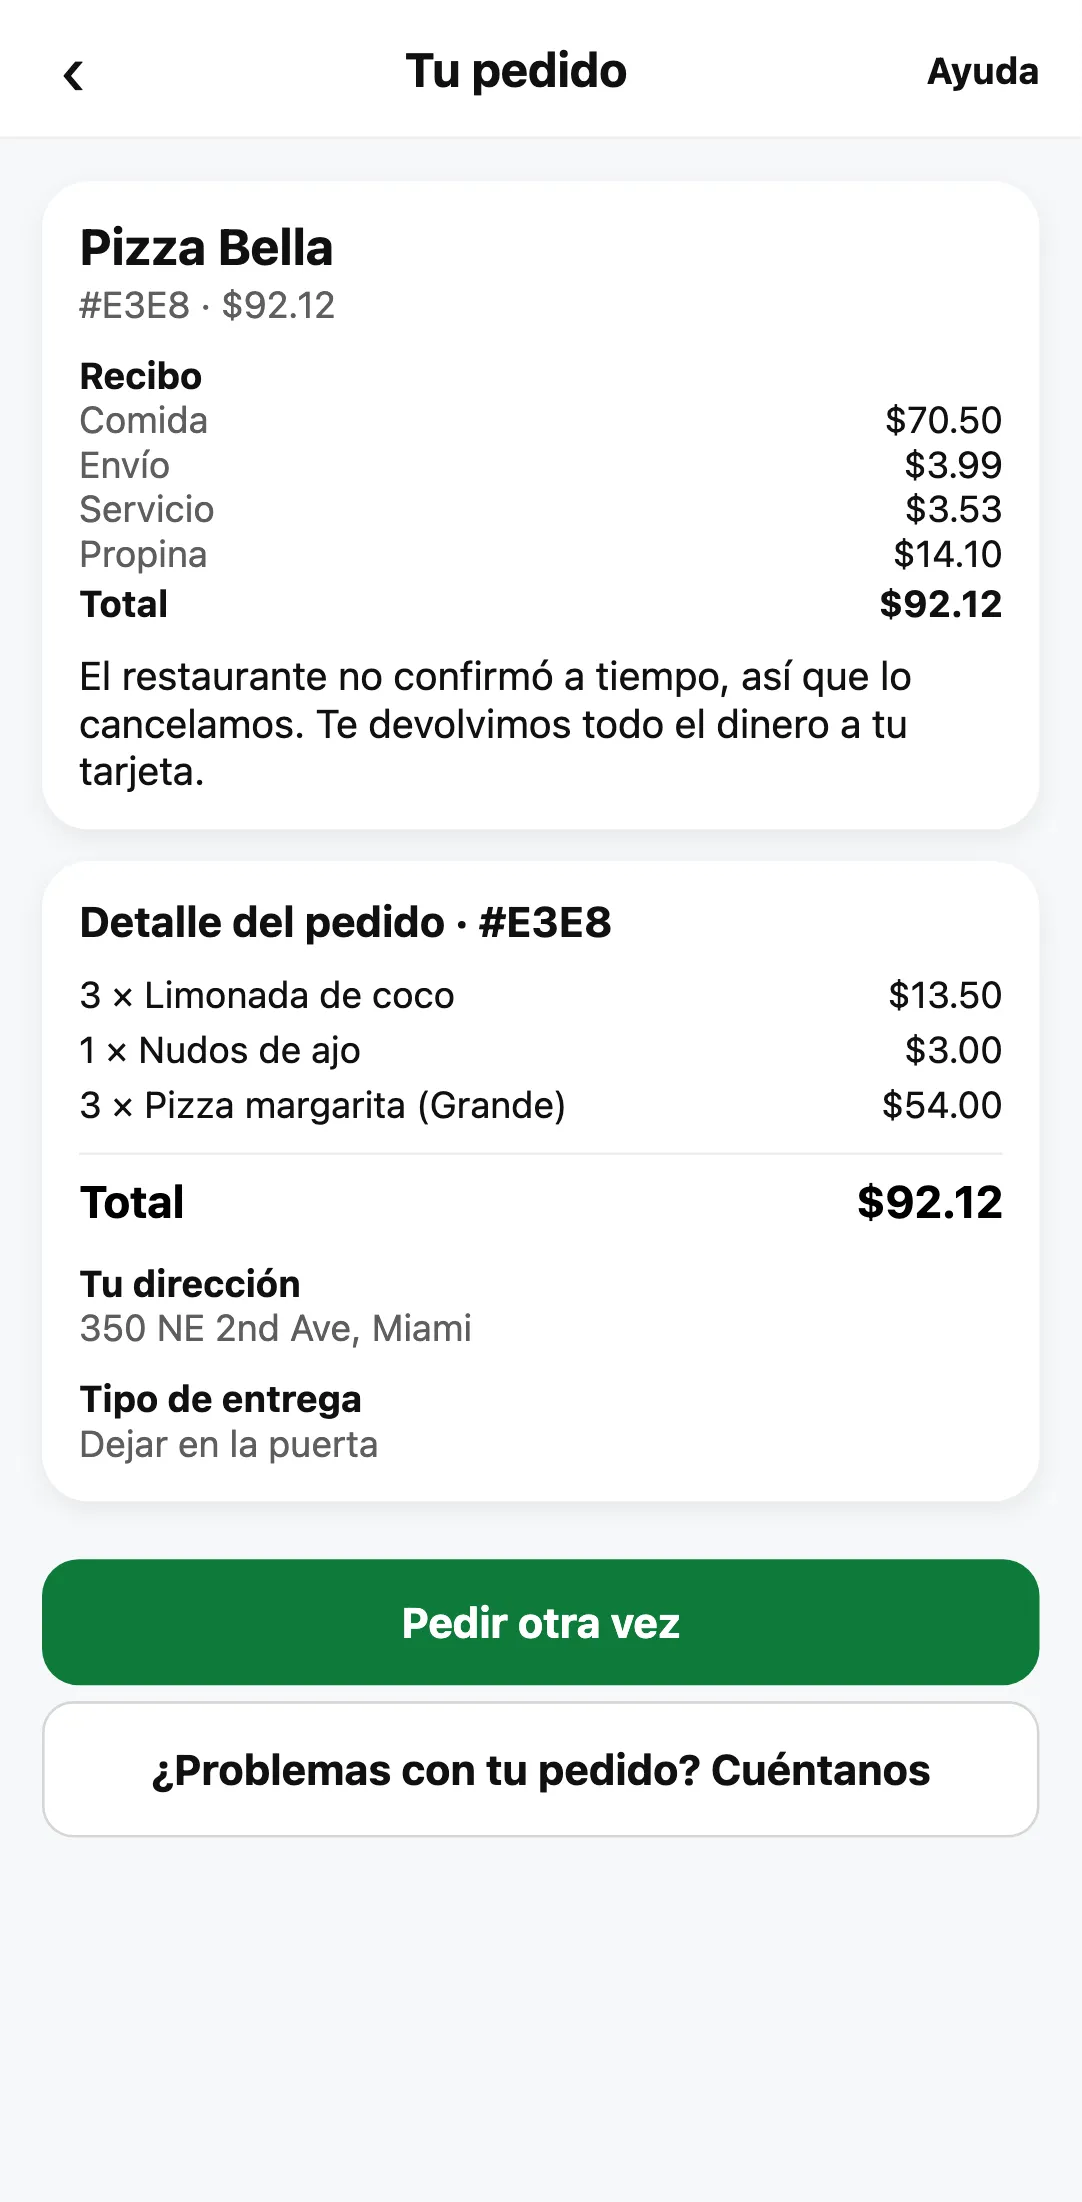 ‹ Tu pedido Ayuda
Pizza Bella
#E3E8 · $92.12
Recibo
Comida $70.50
Envío $3.99
Servicio $3.53
Propina $14.10
Total $92.12
El restaurante no confirmó a tiempo, así que lo
cancelamos. Te devolvimos todo el dinero a tu
tarjeta.
Detalle del pedido · #E3E8
3 × Limonada de coco $13.50
1 × Nudos de ajo $3.00
3 × Pizza margarita (Grande) $54.00
Total $92.12
Tu dirección
350 NE 2nd Ave, Miami
Tipo de entrega
Dejar en la puerta
Pedir otra vez
¿Problemas con tu pedido? Cuéntanos